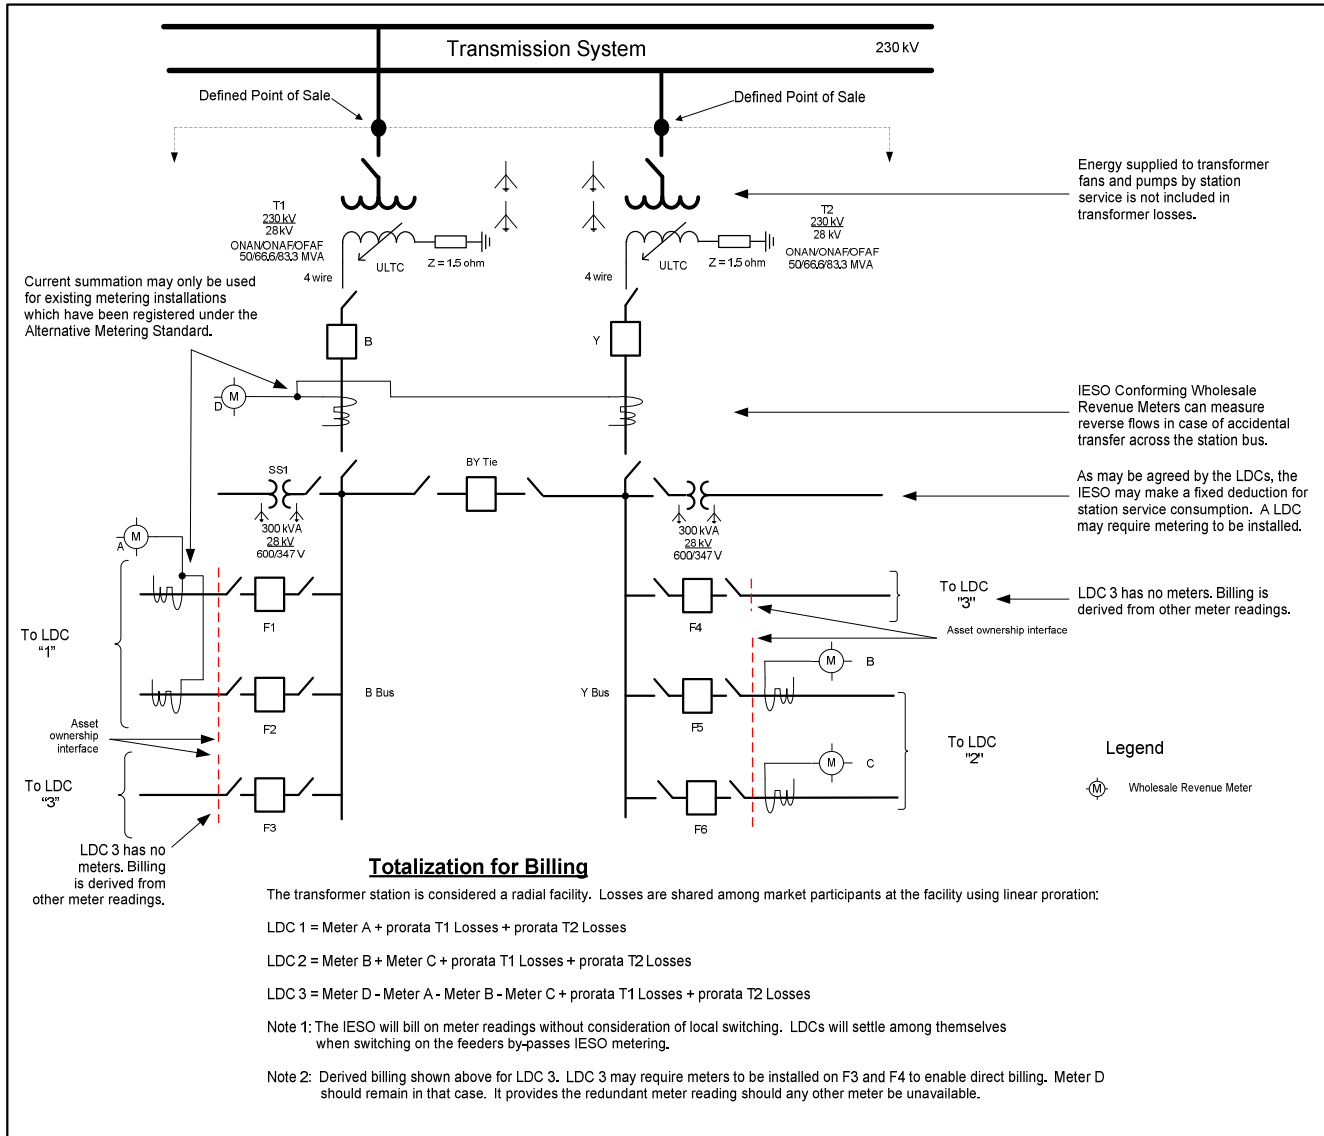 Transmission System
230 kV
Defined Point of Sale
Defined Point of Sale
Energy supplied to transformer
fans and pumps by station
service is not included in
transformer losses.
T1
230 kV
28 kV
ONAN/ONAF/OFAF
50/66.6/83.3 MVA
ULTC
Z = 1.5 ohm
4 wire
T2
230 kV
28 kV
ONAN/ONAF/OFAF
50/66.6/83.3 MVA
ULTC
Z = 1.5 ohm
4 wire
Current summation may only be used
for existing metering installations
which have been registered under the
Alternative Metering Standard.
B
Y
M
D
IESO Conforming Wholesale
Revenue Meters can measure
reverse flows in case of accidental
transfer across the station bus.
SS1
BY Tie
300 kVA
28 kV
600/347 V
300 kVA
28 kV
600/347 V
As may be agreed by the LDCs, the
IESO may make a fixed deduction for
station service consumption. A LDC
may require metering to be installed.
M
A
To LDC
“1”
F1
F4
To LDC
"3"
LDC 3 has no meters. Billing is
derived from other meter readings.
Asset ownership interface
M
B
B Bus
Y Bus
F2
F5
Asset
ownership
interface
To LDC
"2"
M
C
To LDC
“3”
F3
F6
Legend
M
Wholesale Revenue Meter
LDC 3 has no
meters. Billing
is derived from
other meter readings.
Totalization for Billing
The transformer station is considered a radial facility. Losses are shared among market participants at the facility using linear proration:
LDC 1 = Meter A + prorata T1 Losses + prorata T2 Losses
LDC 2 = Meter B + Meter C + prorata T1 Losses + prorata T2 Losses
LDC 3 = Meter D - Meter A - Meter B - Meter C + prorata T1 Losses + prorata T2 Losses
Note 1: The IESO will bill on meter readings without consideration of local switching. LDCs will settle among themselves
when switching on the feeders by-passes IESO metering.
Note 2: Derived billing shown above for LDC 3. LDC 3 may require meters to be installed on F3 and F4 to enable direct billing. Meter D
should remain in that case. It provides the redundant meter reading should any other meter be unavailable.